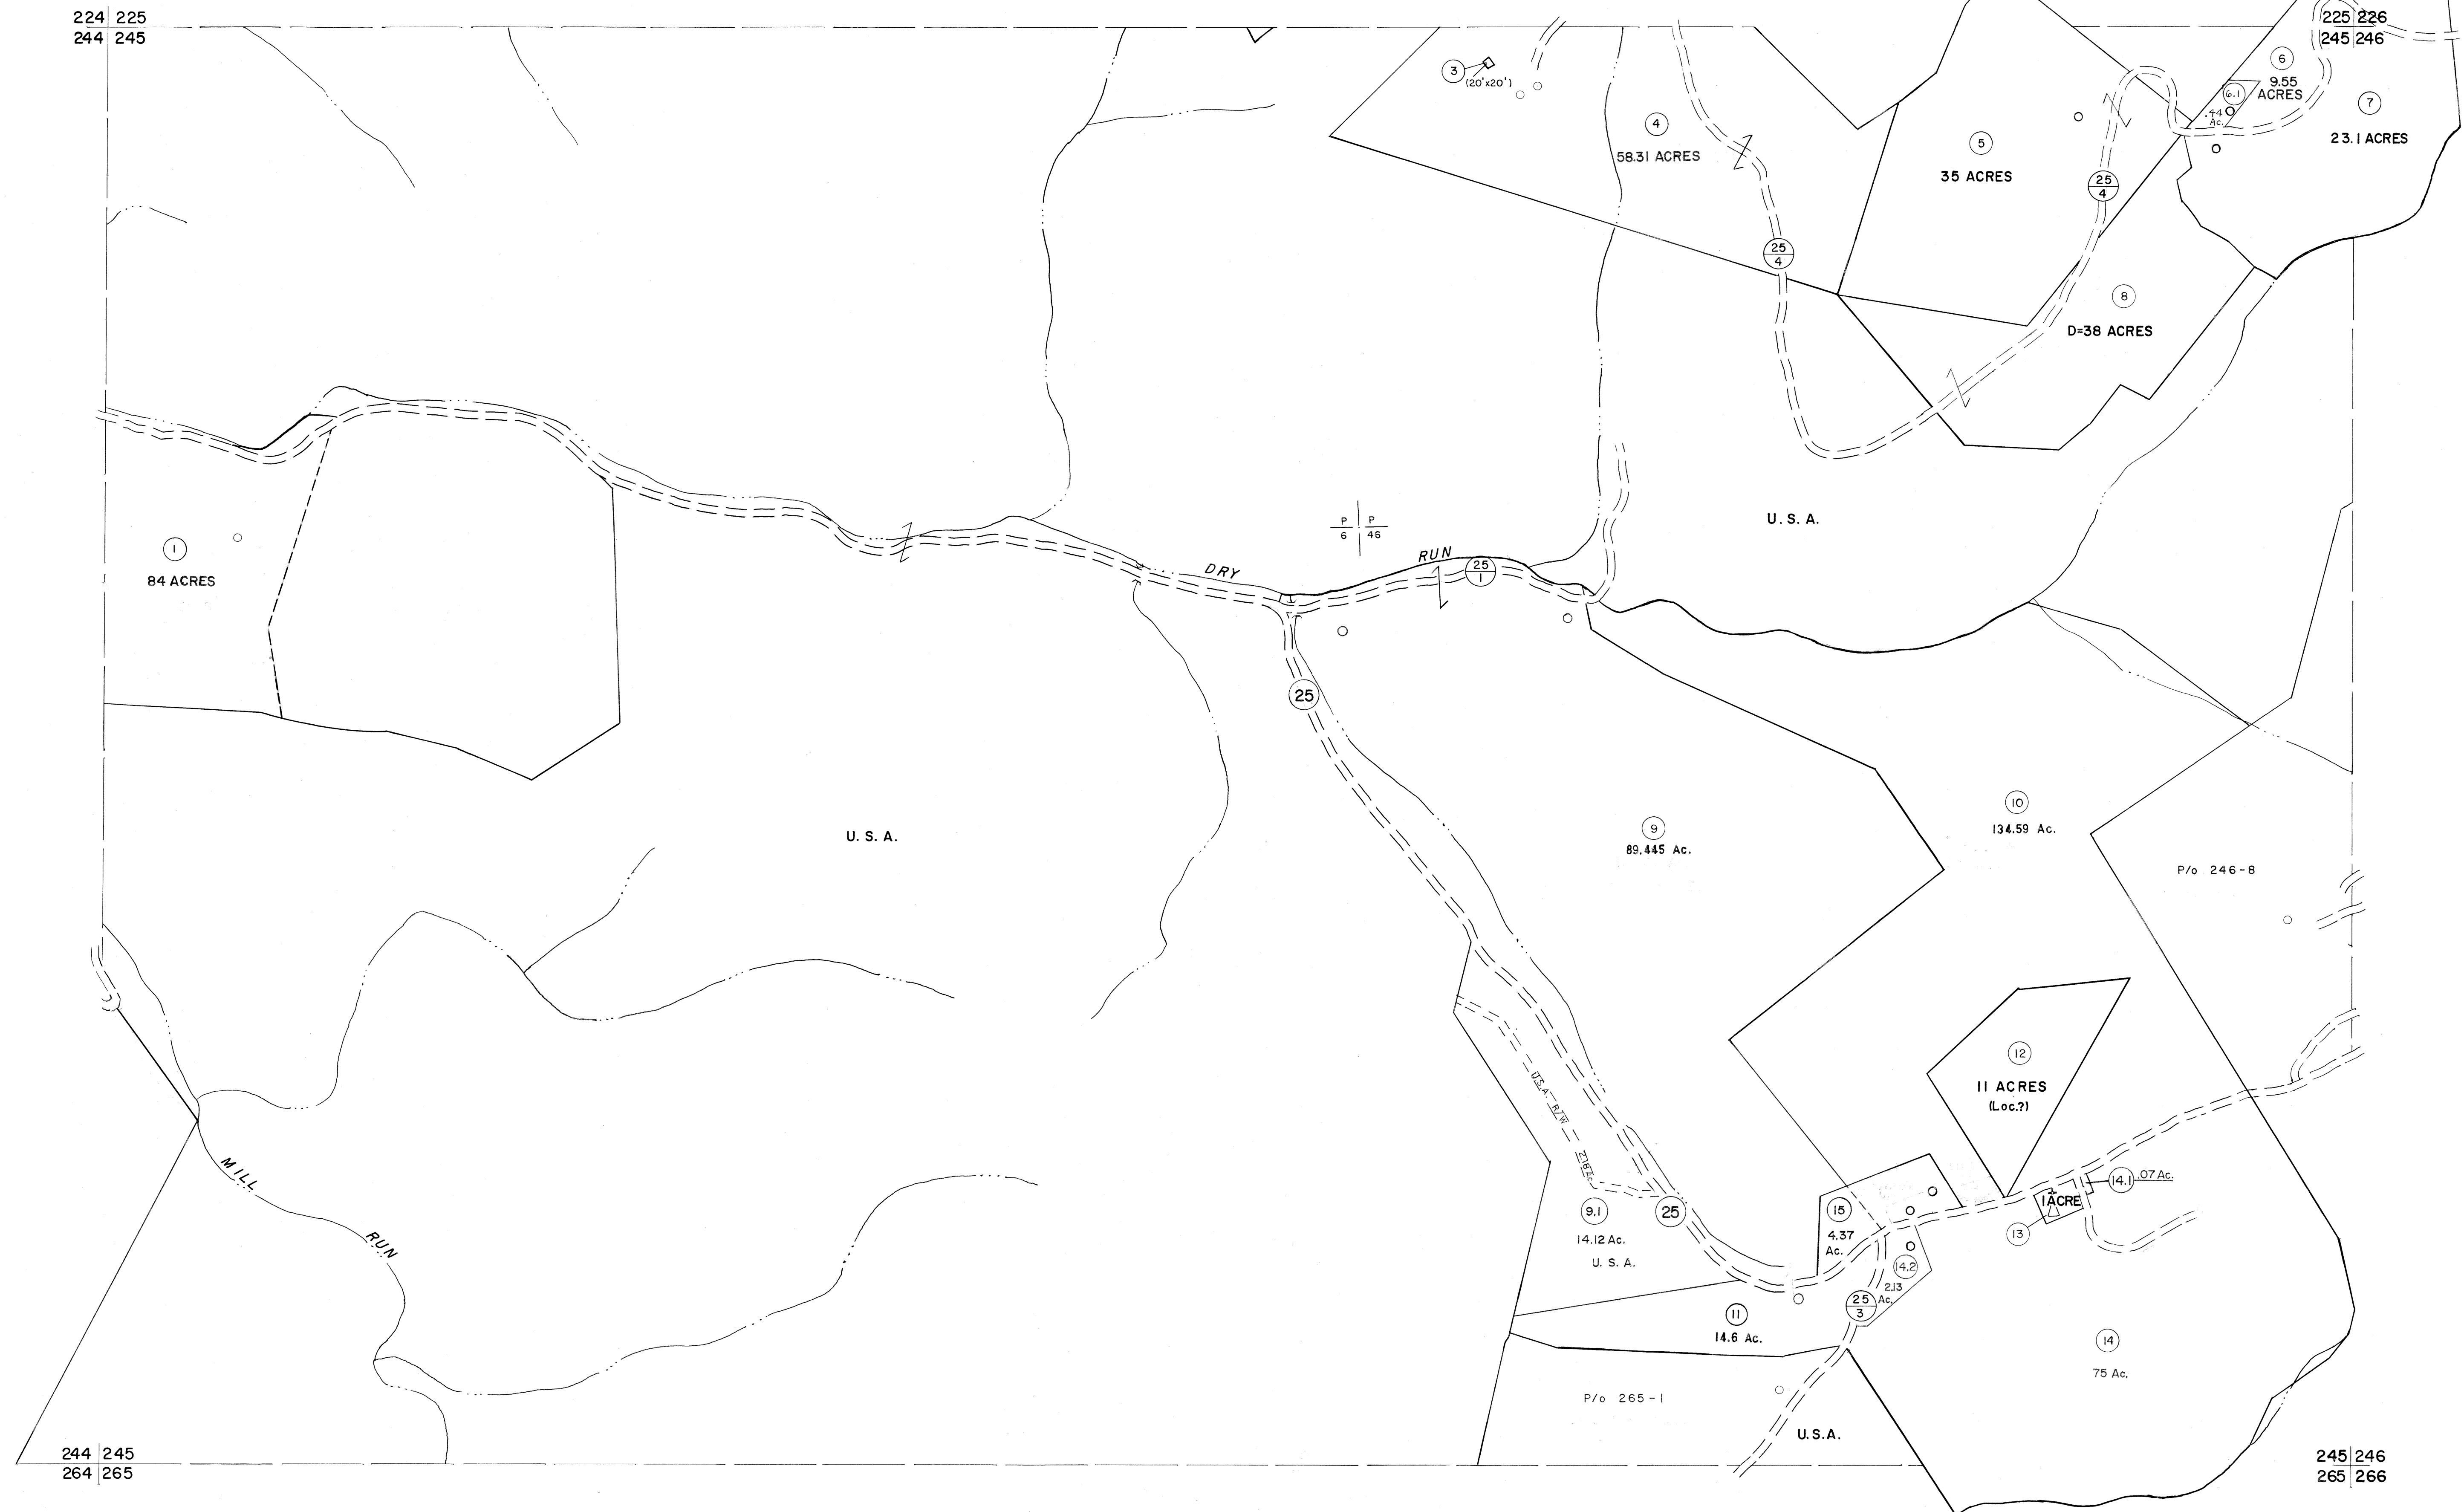 224 225
244 245
225 226
245 246
3
(20'x20')
4
58.31 ACRES
5
35 ACRES
6
9.55
ACRES
6.1
.44
Ac.
7
23.1 ACRES
25
4
25
4
8
D=38 ACRES
1
84 ACRES
P P
6 46
DRY RUN
25
1
U.S.A.
25
U.S.A.
9
89.445 Ac.
10
134.59 Ac.
P/o 246-8
12
11 ACRES
(Loc.?)
U.S.A. R/W
MILL RUN
9.1
14.12 Ac.
U.S.A.
25
15
4.37
Ac.
14.1 .07 Ac.
1 ACRE
13
14.2
2.13
Ac.
25
3
11
14.6 Ac.
14
75 Ac.
P/o 265-1
U.S.A.
244 245
264 265
245 246
265 266